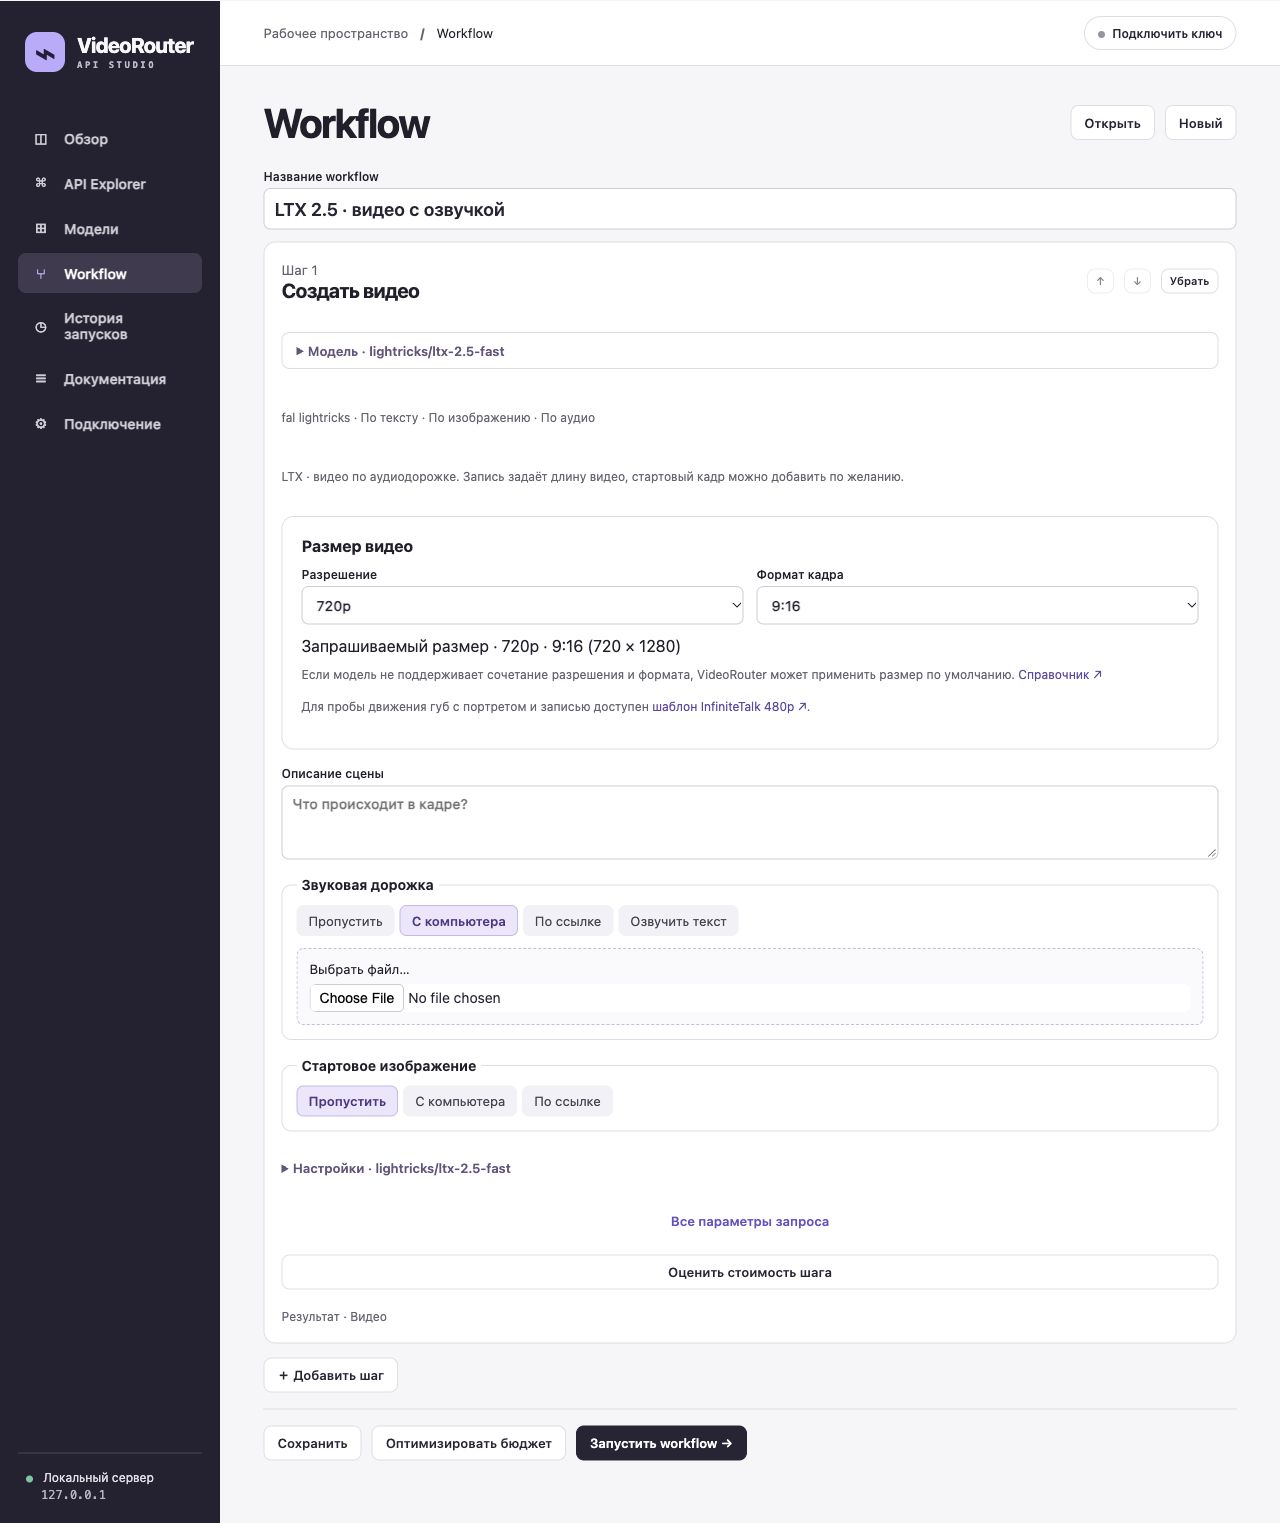 VideoRouter
API STUDIO
Обзор
API Explorer
Модели
Workflow
История
запусков
Документация
Подключение
Локальный сервер
127.0.0.1
Рабочее пространство / Workflow
Подключить ключ
Workflow
Открыть
Новый
Название workflow
LTX 2.5 · видео с озвучкой
Шаг 1
Создать видео
↑
↓
Убрать
Модель · lightricks/ltx-2.5-fast
fal lightricks · По тексту · По изображению · По аудио
LTX · видео по аудиодорожке. Запись задаёт длину видео, стартовый кадр можно добавить по желанию.
Размер видео
Разрешение
720p
Формат кадра
9:16
Запрашиваемый размер · 720p · 9:16 (720 × 1280)
Если модель не поддерживает сочетание разрешения и формата, VideoRouter может применить размер по умолчанию. Справочник ↗
Для пробы движения губ с портретом и записью доступен шаблон InfiniteTalk 480p ↗.
Описание сцены
Что происходит в кадре?
Звуковая дорожка
Пропустить
С компьютера
По ссылке
Озвучить текст
Выбрать файл...
Choose File No file chosen
Стартовое изображение
Пропустить
С компьютера
По ссылке
Настройки · lightricks/ltx-2.5-fast
Все параметры запроса
Оценить стоимость шага
Результат · Видео
+ Добавить шаг
Сохранить
Оптимизировать бюджет
Запустить workflow →